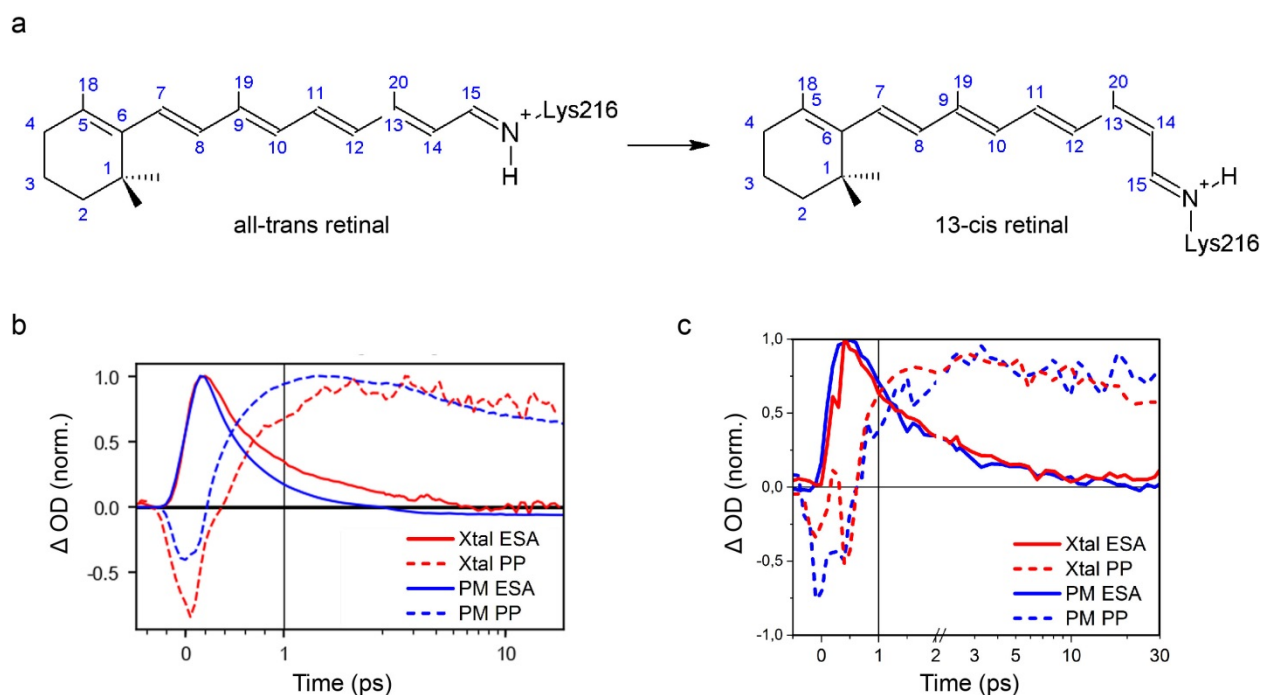 a
18 19 20
7 11 15 Lys216
4 5 6 9 13 +
8 10 12 14 N
3 1 H
2
all-trans retinal
18 19 20
7 11
4 5 6 9 13 14
8 10 12
3 1 15 N + H
2
13-cis retinal
Lys216
b
Δ OD (norm.)
1.0
0.5
0.0
-0.5
Xtal ESA
Xtal PP
PM ESA
PM PP
0 1 10
Time (ps)
c
Δ OD (norm.)
1,0
0,5
0,0
-0,5
-1,0
Xtal ESA
Xtal PP
PM ESA
PM PP
0 1 2 3 5 10 30
Time (ps)